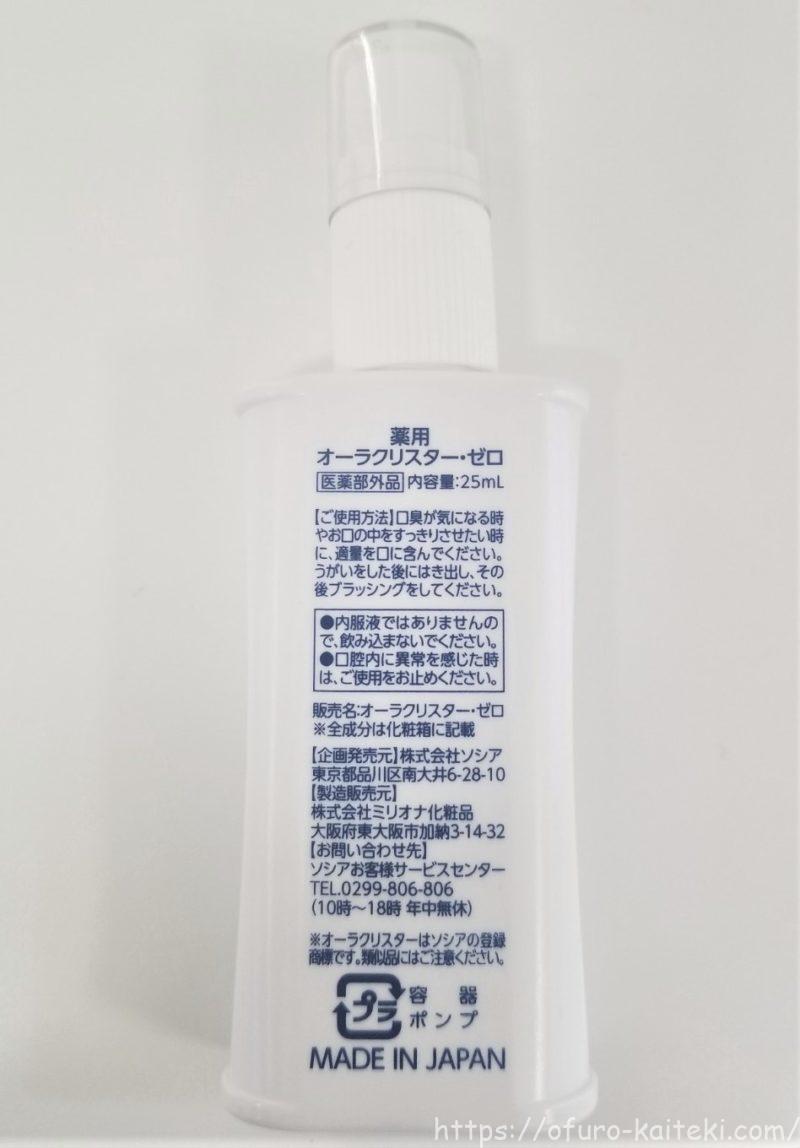 薬用
オーラクリスター・ゼロ
医薬部外品 内容量:25mL
【ご使用方法】口臭が気になる時
やお口の中をすっきりさせたい時
に、適量を口に含んでください。
うがいをした後にはき出し、その
後ブラッシングをしてください。
●内服液ではありませんの
で、飲み込まないでください。
●口腔内に異常を感じた時
は、ご使用をお止めください。
販売名:オーラクリスター・ゼロ
※全成分は化粧箱に記載
【企画発売元】株式会社ソシア
東京都品川区南大井6-28-10
【製造販売元】
株式会社ミリオナ化粧品
大阪府東大阪市加納3-14-32
【お問い合わせ先】
ソシアお客様サービスセンター
TEL.0299-806-806
(10時～18時 年中無休)
※オーラクリスターはソシアの登録
商標です。類似品にはご注意ください。
プラ 容器
ポンプ
MADE IN JAPAN
https://ofuro-kaiteki.com/